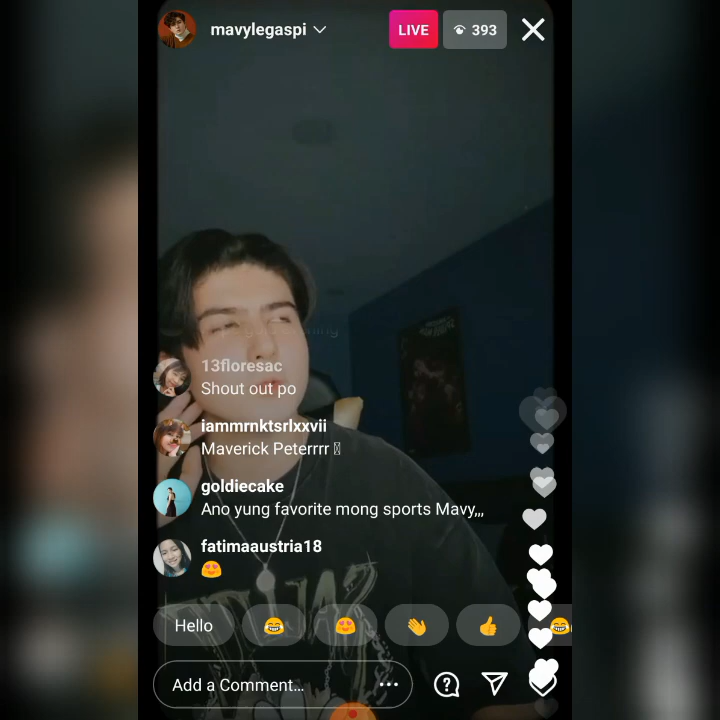 mavylegaspi
LIVE
393
13floresac
Shout out po
iammrnktsrlxxvii
Maverick Peterrrr
goldiecake
Ano yung favorite mong sports Mavy,,,
fatimaaustria18
😍
Hello 😂 😍 👋 👍 😂
Add a Comment...